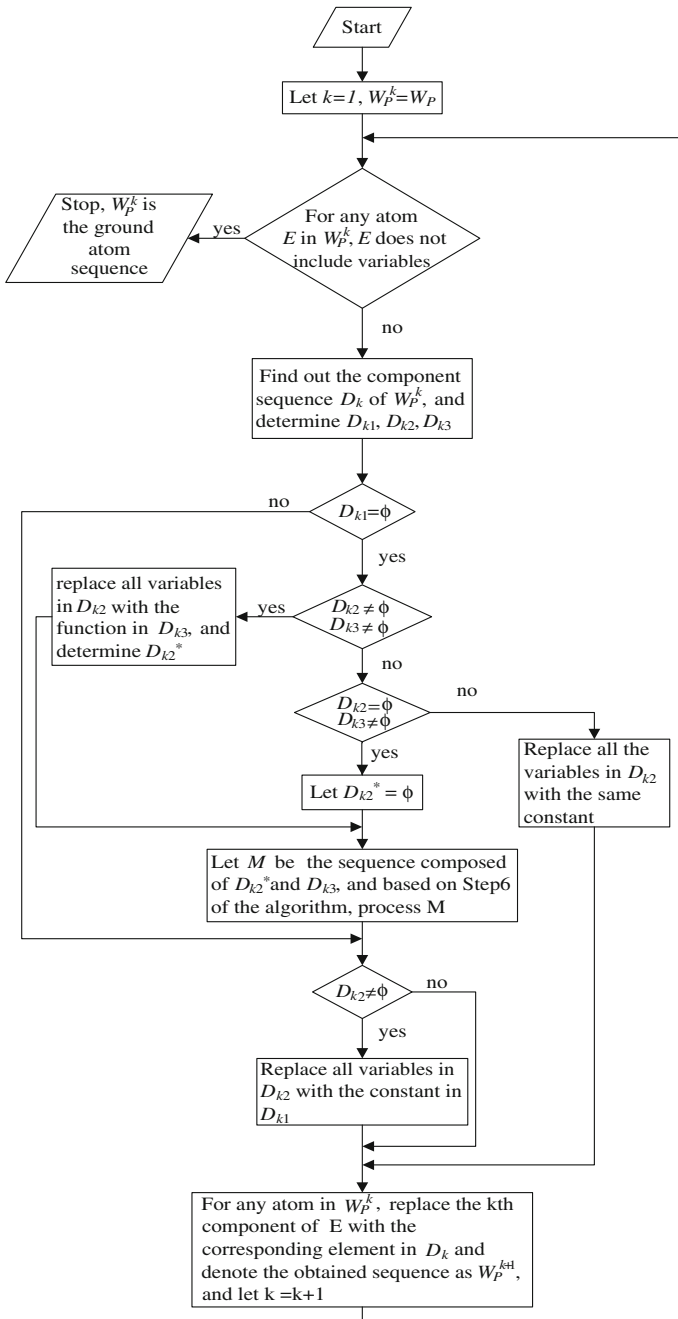 Start
Let k=1, W_P^k=W_P
For any atom
E in W_P^k, E does not
include variables
yes
Stop, W_P^k is
the ground
atom
sequence
no
Find out the component
sequence D_k of W_P^k, and
determine D_k1, D_k2, D_k3
no
D_k1=ϕ
yes
replace all variables
in D_k2 with the
function in D_k3, and
determine D_k2*
yes
D_k2 ≠ ϕ
D_k3 ≠ ϕ
no
D_k2=ϕ
D_k3≠ϕ
no
yes
Replace all the
variables in D_k2
with the same
constant
Let D_k2* = ϕ
Let M be the sequence composed
of D_k2* and D_k3, and based on Step6
of the algorithm, process M
D_k2≠ϕ
no
yes
Replace all variables in
D_k2 with the constant in
D_k1
For any atom in W_P^k, replace the kth
component of E with the
corresponding element in D_k and
denote the obtained sequence as W_P^k+1,
and let k =k+1